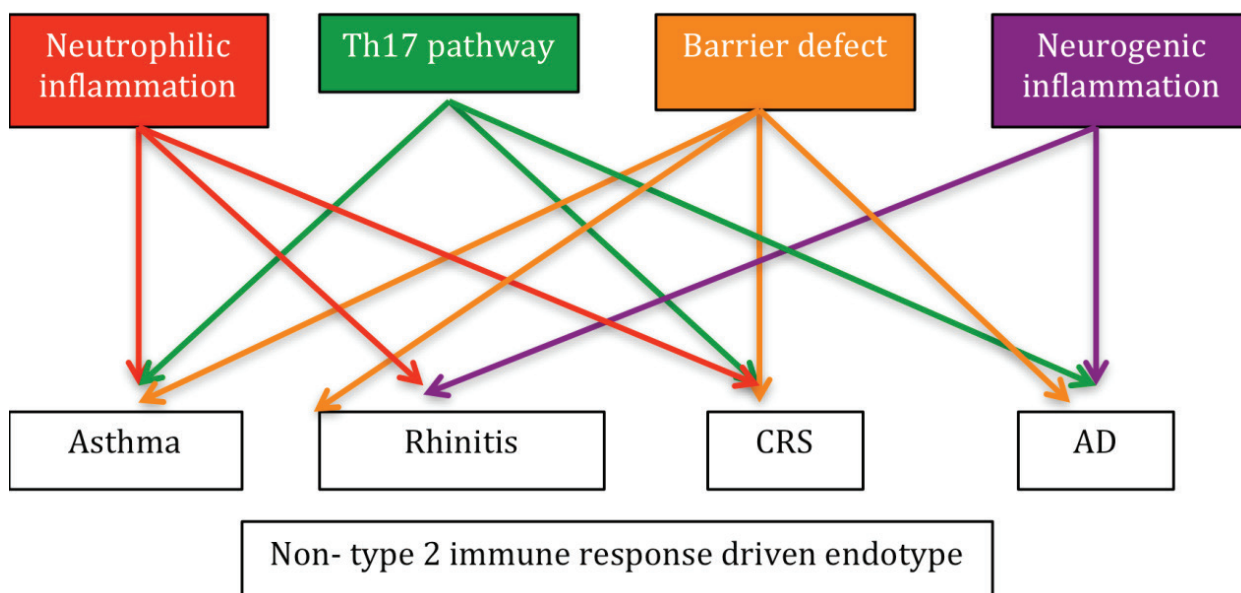 Neutrophilic
inflammation
Th17 pathway
Barrier defect
Neurogenic
inflammation
Asthma
Rhinitis
CRS
AD
Non- type 2 immune response driven endotype